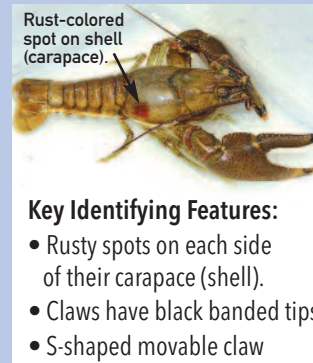 Rust-colored
spot on shell
(carapace).
Key Identifying Features:
• Rusty spots on each side
of their carapace (shell).
• Claws have black banded tips
• S-shaped movable claw